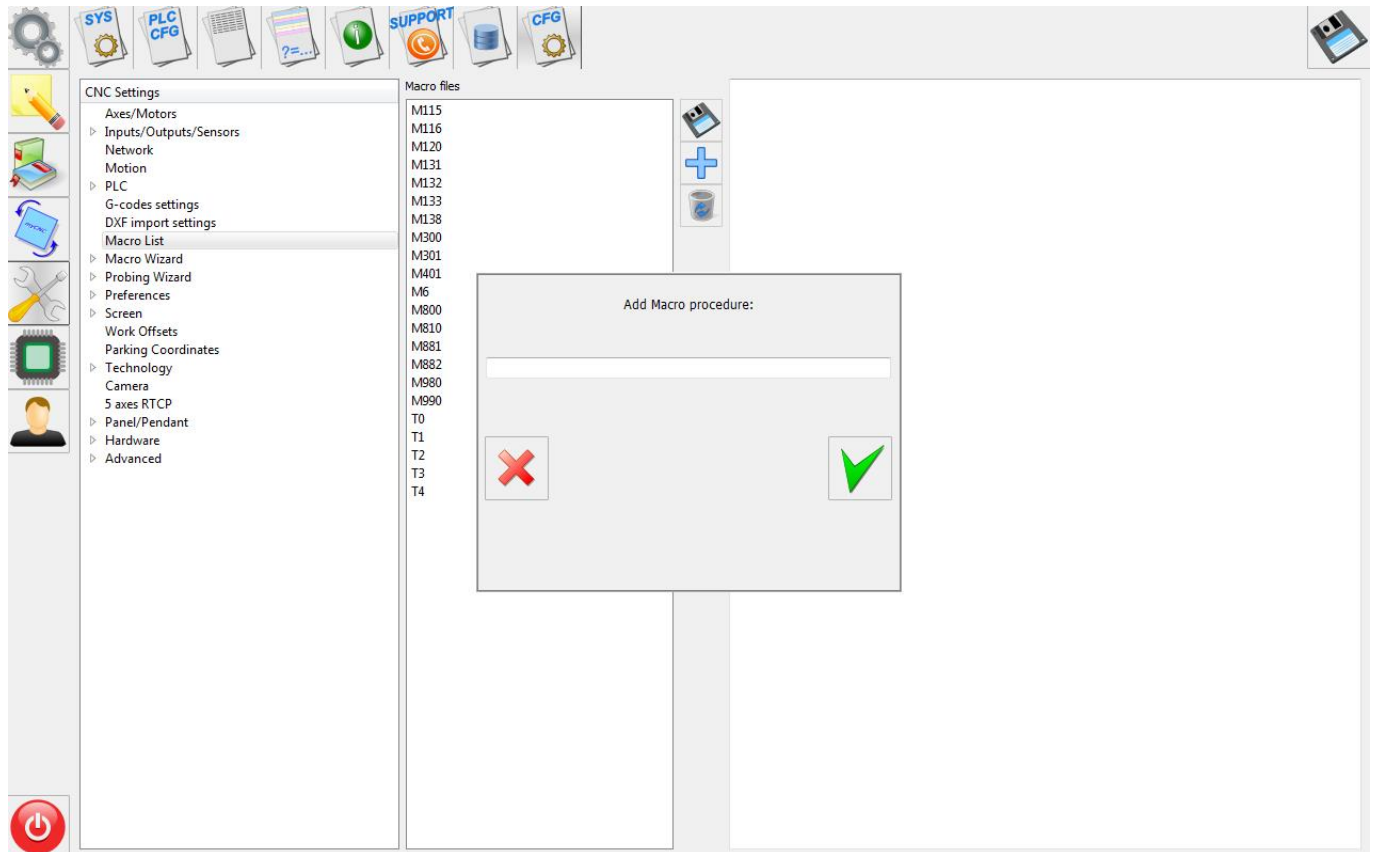 SYS
PLC
CFG
?=...
SUPPORT
CFG
CNC Settings
Axes/Motors
Inputs/Outputs/Sensors
Network
Motion
PLC
G-codes settings
DXF import settings
Macro List
Macro Wizard
Probing Wizard
Preferences
Screen
Work Offsets
Parking Coordinates
Technology
Camera
5 axes RTCP
Panel/Pendant
Hardware
Advanced
Macro files
M115
M116
M120
M131
M132
M133
M138
M300
M301
M401
M6
M800
M810
M881
M882
M980
M990
T0
T1
T2
T3
T4
Add Macro procedure:
myCNC